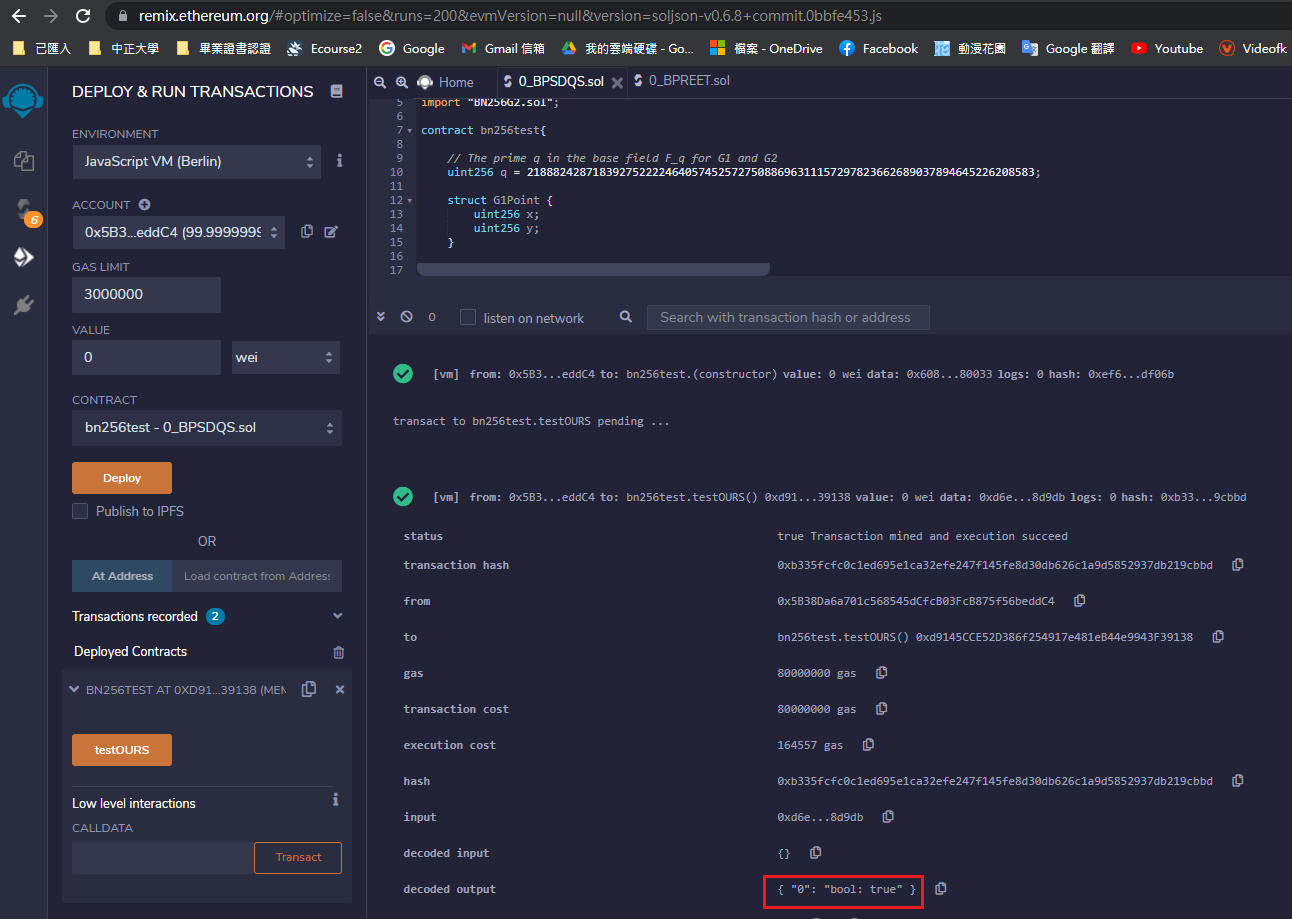 remix.ethereum.org/#optimize=false&runs=200&evmVersion=null&version=soljson-v0.6.8+commit.0bbfe453.js
已匯入 中正大學 畢業證書認證 Ecourse2 Google Gmail 信箱 我的雲端硬碟 - Go... 檔案 - OneDrive Facebook 動漫花園 Google 翻譯 Youtube Videofk
DEPLOY & RUN TRANSACTIONS
ENVIRONMENT
JavaScript VM (Berlin)
ACCOUNT
0x5B3...eddC4 (99.9999999
GAS LIMIT
3000000
VALUE
0 wei
CONTRACT
bn256test - 0_BPSDQS.sol
Deploy
Publish to IPFS
OR
At Address Load contract from Address
Transactions recorded 2
Deployed Contracts
BN256TEST AT 0XD91...39138 (MEM
testOURS
Low level interactions
CALLDATA
Transact
6
Home 0_BPSDQS.sol 0_BPREET.sol
5 import "BN256G2.sol";
6
7 contract bn256test{
8
9 // The prime q in the base field F_q for G1 and G2
10 uint256 q = 21888242871839275222246405745257275088696311157297823662689037894645226208583;
11
12 struct G1Point {
13 uint256 x;
14 uint256 y;
15 }
16
17
0 listen on network Search with transaction hash or address
[vm] from: 0x5B3...eddC4 to: bn256test.(constructor) value: 0 wei data: 0x608...80033 logs: 0 hash: 0xef6...df06b
transact to bn256test.testOURS pending ...
[vm] from: 0x5B3...eddC4 to: bn256test.testOURS() 0xd91...39138 value: 0 wei data: 0xd6e...8d9db logs: 0 hash: 0xb33...9cbbd
status true Transaction mined and execution succeed
transaction hash 0xb335fcfc0c1ed695e1ca32efe247f145fe8d30db626c1a9d5852937db219cbbd
from 0x5B38Da6a701c568545dCfcB03FcB875f56beddC4
to bn256test.testOURS() 0xd9145CCE52D386f254917e481eB44e9943F39138
gas 80000000 gas
transaction cost 80000000 gas
execution cost 164557 gas
hash 0xb335fcfc0c1ed695e1ca32efe247f145fe8d30db626c1a9d5852937db219cbbd
input 0xd6e...8d9db
decoded input {}
decoded output { "0": "bool: true" }